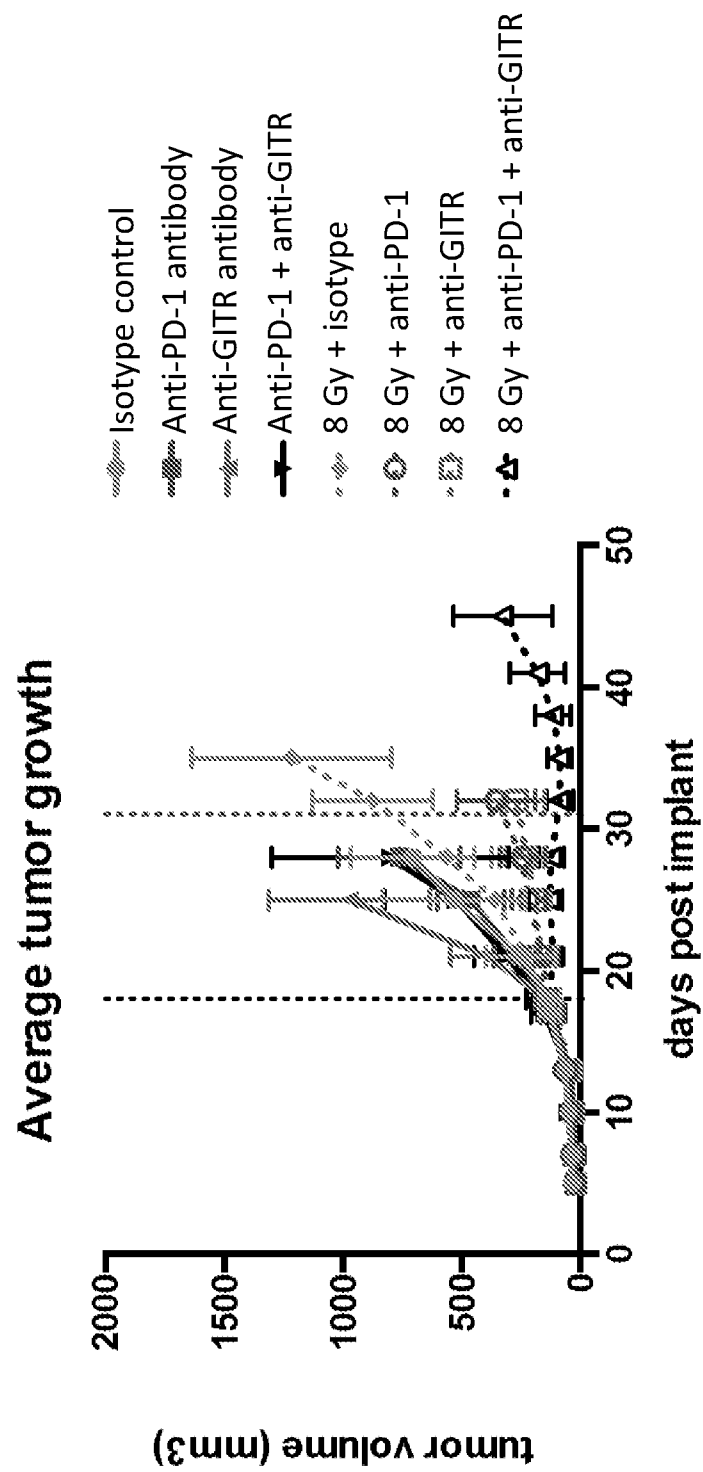 Average tumor growth
tumor volume (mm3)
2000
1500
1000
500
0
0
10
20
30
40
50
days post implant
Isotype control
Anti-PD-1 antibody
Anti-GITR antibody
Anti-PD-1 + anti-GITR
8 Gy + isotype
8 Gy + anti-PD-1
8 Gy + anti-GITR
8 Gy + anti-PD-1 + anti-GITR